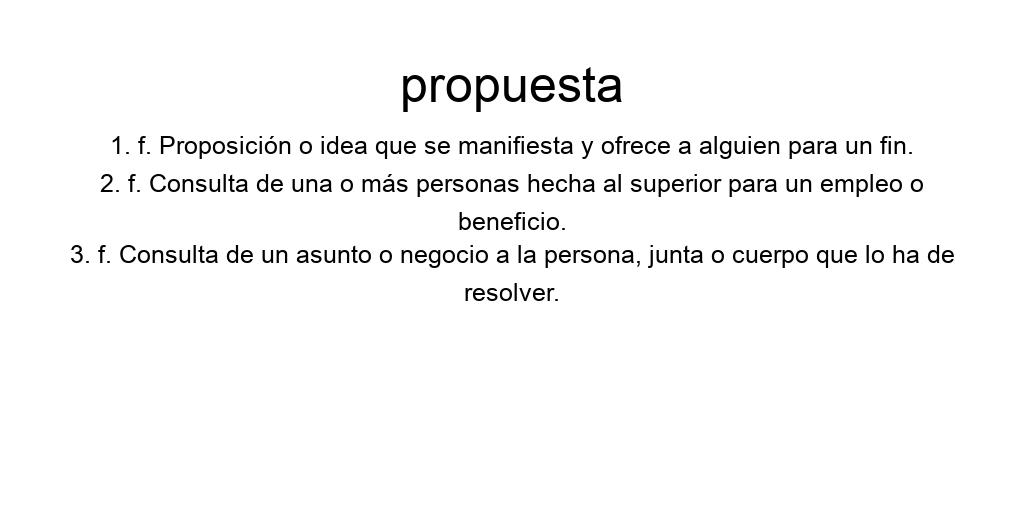 propuesta
1. f. Proposición o idea que se manifiesta y ofrece a alguien para un fin.
2. f. Consulta de una o más personas hecha al superior para un empleo o
beneficio.
3. f. Consulta de un asunto o negocio a la persona, junta o cuerpo que lo ha de
resolver.